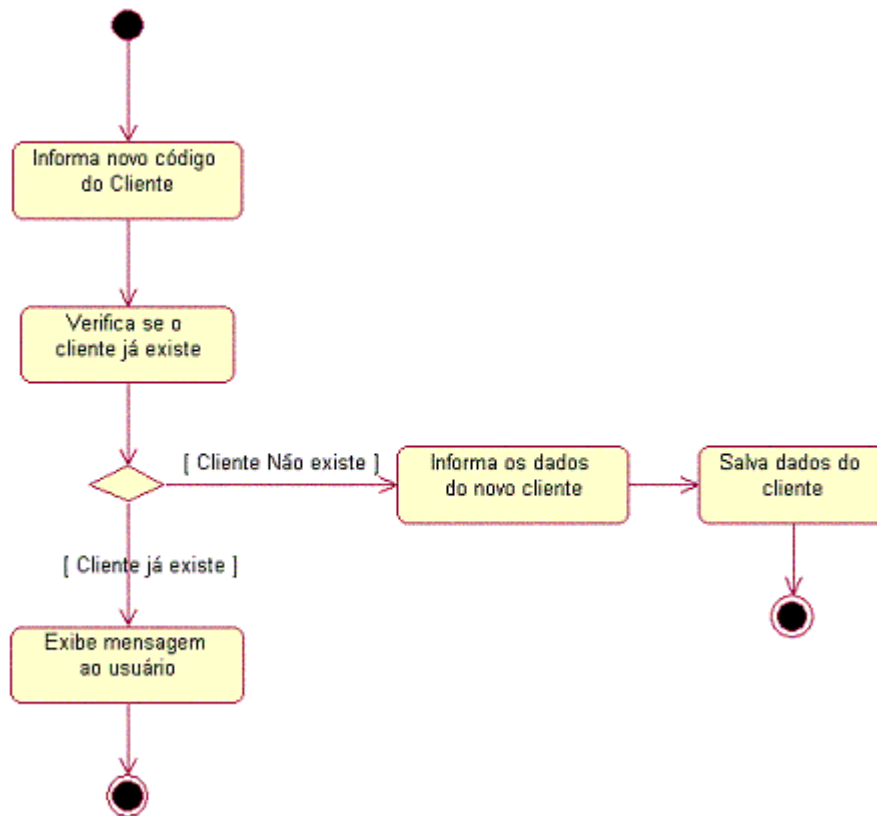 Informa novo código
do Cliente
Verifica se o
cliente já existe
[ Cliente Não existe ]
Informa os dados
do novo cliente
Salva dados do
cliente
[ Cliente já existe ]
Exibe mensagem
ao usuário